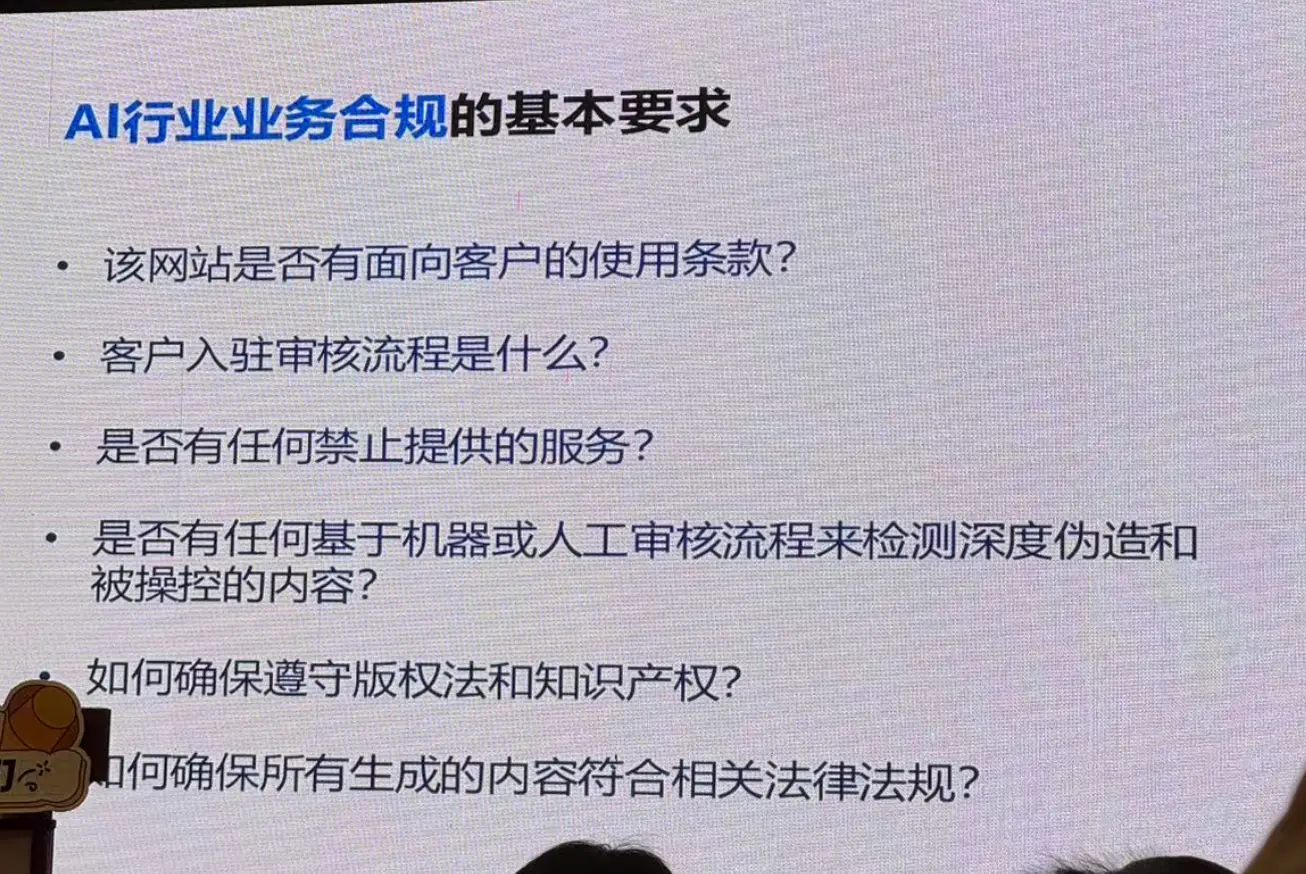 AI行业业务合规的基本要求
• 该网站是否有面向客户的使用条款?
• 客户入驻审核流程是什么?
• 是否有任何禁止提供的服务?
• 是否有任何基于机器或人工审核流程来检测深度伪造和
被操控的内容?
• 如何确保遵守版权法和知识产权?
如何确保所有生成的内容符合相关法律法规?